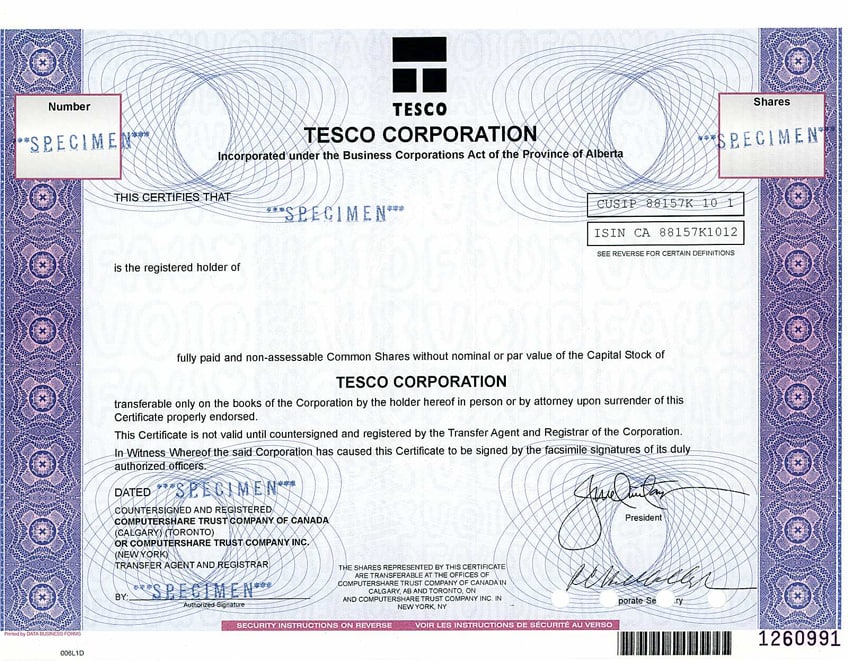 TESCO
TESCO CORPORATION
Incorporated under the Business Corporations Act of the Province of Alberta
Number
***SPECIMEN***
Shares
***SPECIMEN***
THIS CERTIFIES THAT
***SPECIMEN***
CUSIP 88157K 10 1
ISIN CA 88157K1012
SEE REVERSE FOR CERTAIN DEFINITIONS
is the registered holder of
fully paid and non-assessable Common Shares without nominal or par value of the Capital Stock of
TESCO CORPORATION
transferable only on the books of the Corporation by the holder hereof in person or by attorney upon surrender of this
Certificate properly endorsed.
This Certificate is not valid until countersigned and registered by the Transfer Agent and Registrar of the Corporation.
In Witness Whereof the said Corporation has caused this Certificate to be signed by the facsimile signatures of its duly
authorized officers.
DATED ***SPECIMEN***
COUNTERSIGNED AND REGISTERED
COMPUTERSHARE TRUST COMPANY OF CANADA
(CALGARY) (TORONTO)
OR COMPUTERSHARE TRUST COMPANY INC.
(NEW YORK)
TRANSFER AGENT AND REGISTRAR
BY: ***SPECIMEN***
Authorized Signature
THE SHARES REPRESENTED BY THIS CERTIFICATE
ARE TRANSFERABLE AT THE OFFICES OF
COMPUTERSHARE TRUST COMPANY OF CANADA IN
CALGARY, AB AND TORONTO, ON
AND COMPUTERSHARE TRUST COMPANY INC. IN
NEW YORK, NY
President
porate Se ry
SECURITY INSTRUCTIONS ON REVERSE VOIR LES INSTRUCTIONS DE SÉCURITÉ AU VERSO
Printed by DATA BUSINESS FORMS
006L1D
1260991